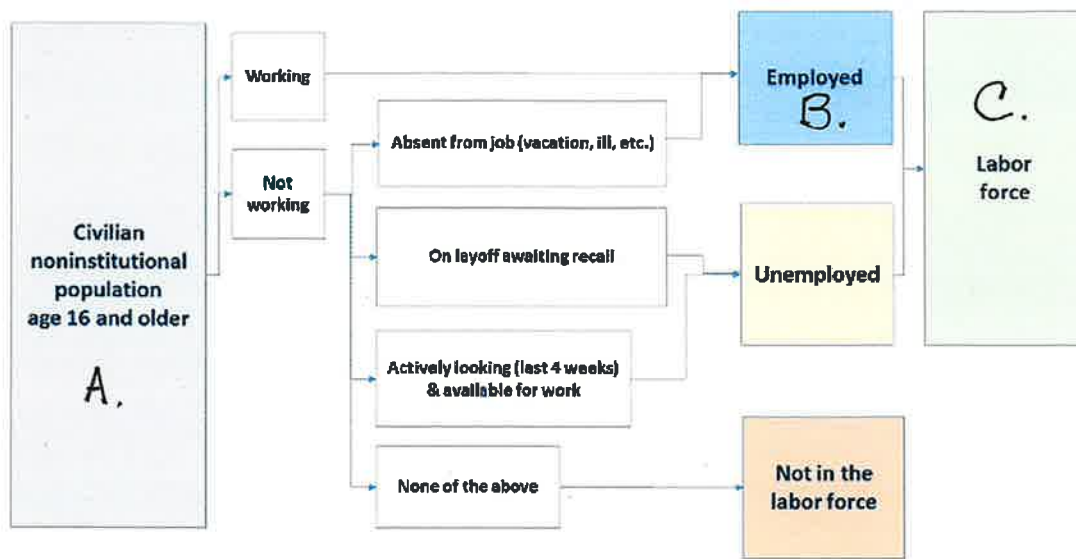 Civilian
noninstitutional
population
age 16 and older
A.
Working
Not
working
Absent from job (vacation, ill, etc.)
On layoff awaiting recall
Actively looking (last 4 weeks)
& available for work
None of the above
Employed
B.
Unemployed
Not in the
labor force
C.
Labor
force